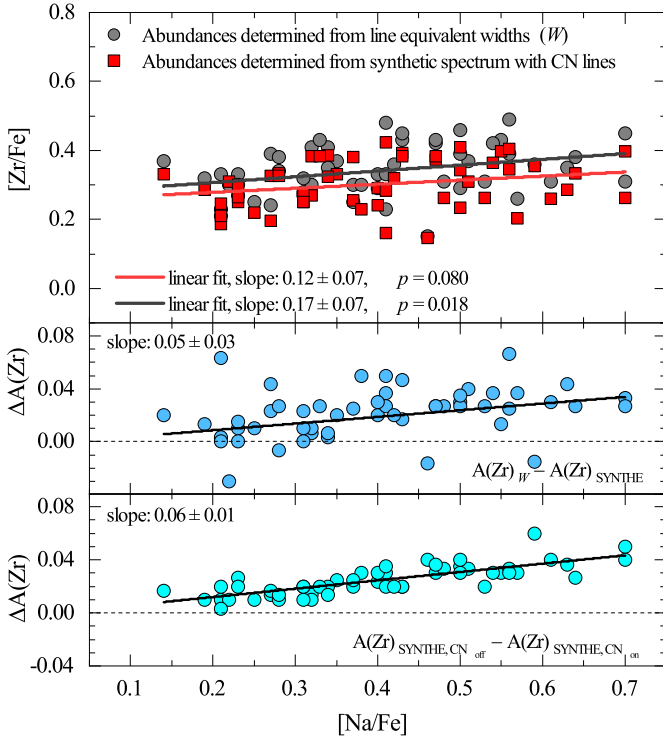 0.8
Abundances determined from line equivalent widths (W)
Abundances determined from synthetic spectrum with CN lines
0.6
[Zr/Fe]
0.4
0.2
linear fit, slope: 0.12 ± 0.07, p = 0.080
0.0
linear fit, slope: 0.17 ± 0.07, p = 0.018
0.08
slope: 0.05 ± 0.03
ΔA(Zr)
0.04
0.00
A(Zr) W – A(Zr) SYNTHE
0.08
slope: 0.06 ± 0.01
ΔA(Zr)
0.04
0.00
A(Zr) SYNTHE, CN off – A(Zr) SYNTHE, CN on
-0.04
0.1 0.2 0.3 0.4 0.5 0.6 0.7
[Na/Fe]